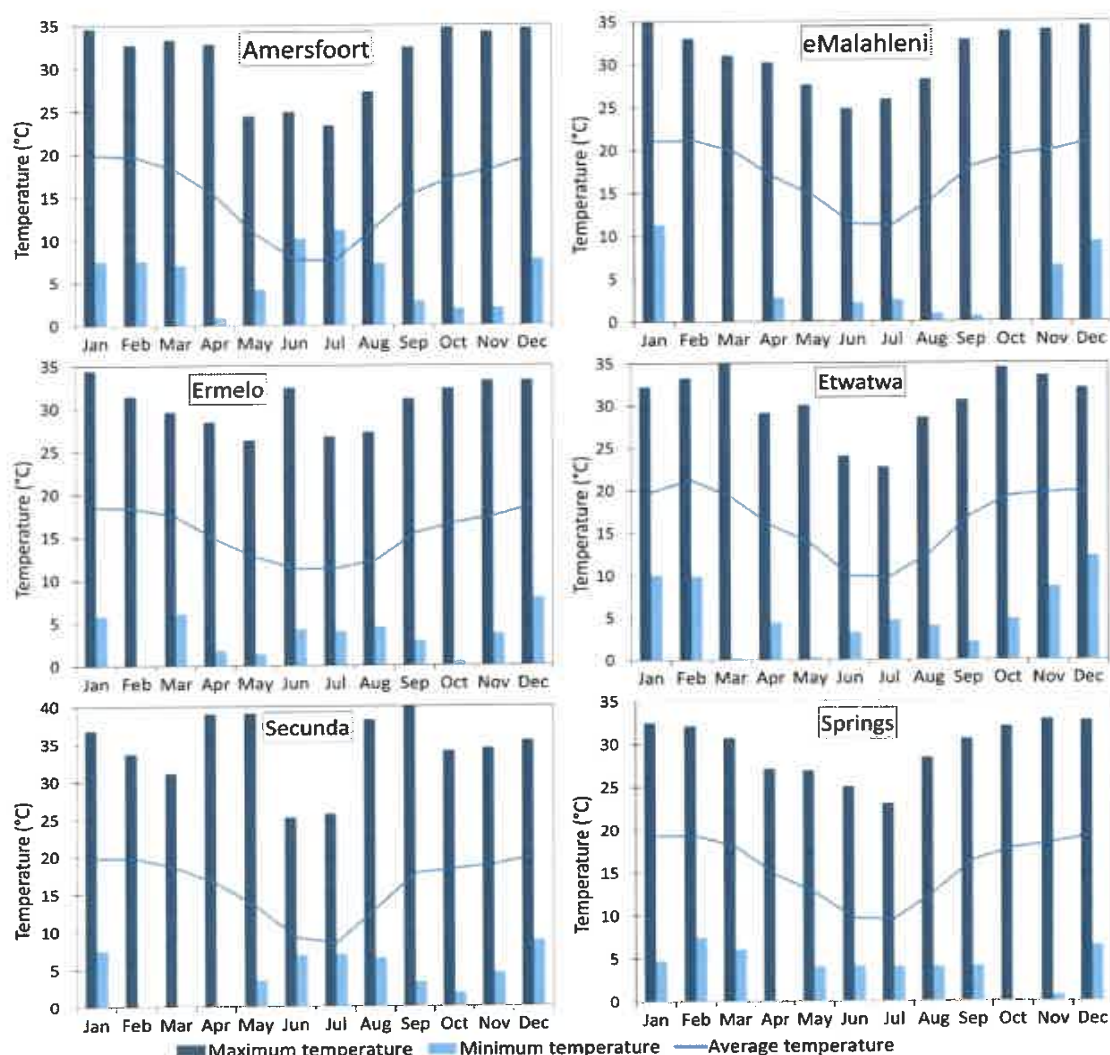 Amersfoort
Temperature (°C)
35
30
25
20
15
10
5
0
Jan Feb Mar Apr May Jun Jul Aug Sep Oct Nov Dec
eMalahleni
Temperature (°C)
35
30
25
20
15
10
5
0
Jan Feb Mar Apr May Jun Jul Aug Sep Oct Nov Dec
Ermelo
Temperature (°C)
35
30
25
20
15
10
5
0
Jan Feb Mar Apr May Jun Jul Aug Sep Oct Nov Dec
Etwatwa
Temperature (°C)
35
30
25
20
15
10
5
0
Jan Feb Mar Apr May Jun Jul Aug Sep Oct Nov Dec
Secunda
Temperature (°C)
40
35
30
25
20
15
10
5
0
Jan Feb Mar Apr May Jun Jul Aug Sep Oct Nov Dec
Springs
Temperature (°C)
35
30
25
20
15
10
5
0
Jan Feb Mar Apr May Jun Jul Aug Sep Oct Nov Dec
Maximum temperature Minimum temperature Average temperature